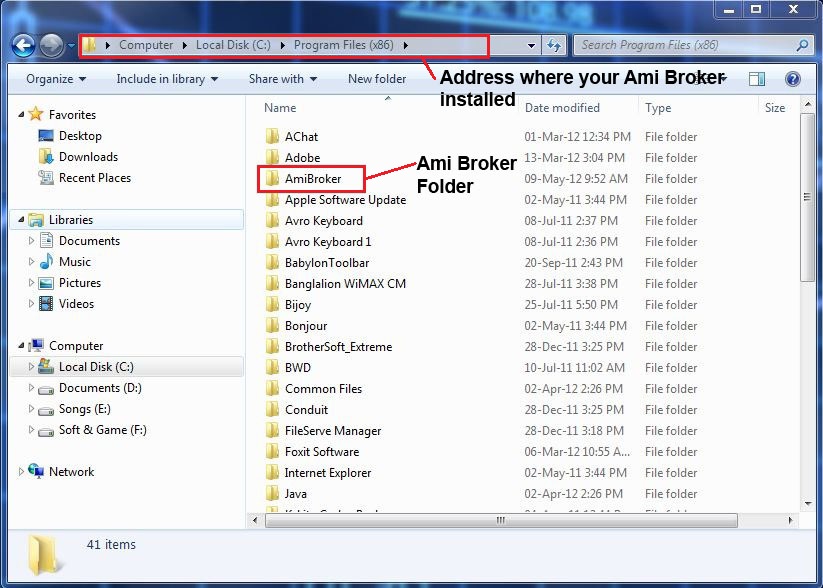 Computer Local Disk (C:) Program Files (x86) Search Program Files (x86)
Organize Include in library Share with New folder
Address where your Ami Broker installed
Name Date modified Type Size
Favorites
Desktop
Downloads
Recent Places
Libraries
Documents
Music
Pictures
Videos
Computer
Local Disk (C:)
Documents (D:)
Songs (E:)
Soft & Game (F:)
Network
AChat 01-Mar-12 12:34 PM File folder
Adobe 13-Mar-12 3:04 PM File folder
AmiBroker 09-May-12 9:52 AM File folder
Ami Broker
Folder
Apple Software Update 02-May-11 3:44 PM File folder
Avro Keyboard 08-Jul-11 2:37 PM File folder
Avro Keyboard 1 08-Jul-11 2:36 PM File folder
BabylonToolbar 20-Sep-11 2:43 PM File folder
Banglalion WiMAX CM 28-Jul-11 3:38 PM File folder
Bijoy 25-Jul-11 5:50 PM File folder
Bonjour 02-May-11 3:44 PM File folder
BrotherSoft_Extreme 28-Dec-11 3:25 PM File folder
BWD 10-Jul-11 11:02 AM File folder
Common Files 02-Apr-12 2:26 PM File folder
Conduit 28-Dec-11 3:25 PM File folder
FileServe Manager 28-Dec-11 3:18 PM File folder
Foxit Software 06-Mar-12 10:55 A... File folder
Internet Explorer 02-May-11 3:44 PM File folder
Java 02-Apr-12 2:26 PM File folder
41 items